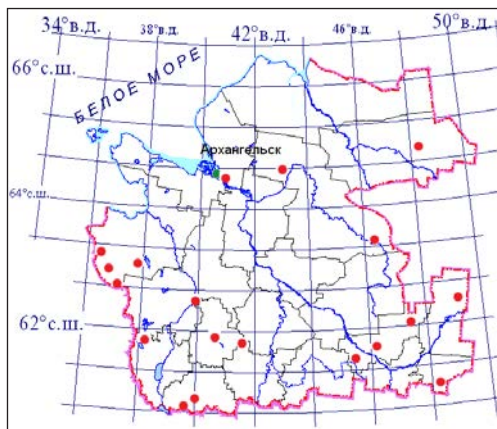 34°в.д.
38°в.д.
42°в.д.
46°в.д.
50°в.д.
66°с.ш.
БЕЛОЕ МОРЕ
Архангельск
64°с.ш.
62°с.ш.